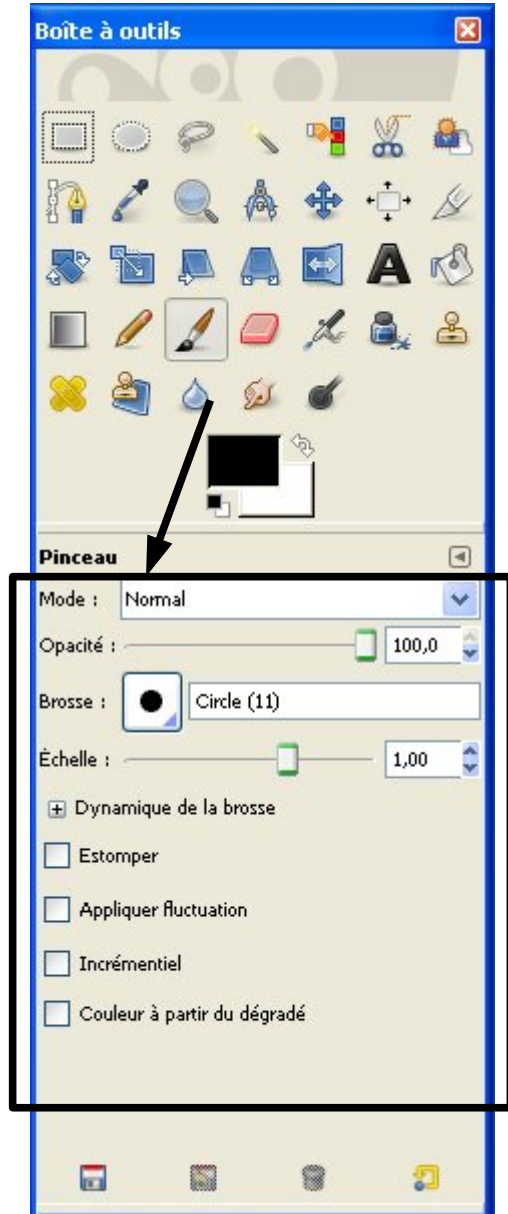 Boîte à outils
Pinceau
Mode : Normal
Opacité : 100,0
Brosse : Circle (11)
Échelle : 1,00
Dynamique de la brosse
Estomper
Appliquer fluctuation
Incrémentiel
Couleur à partir du dégradé